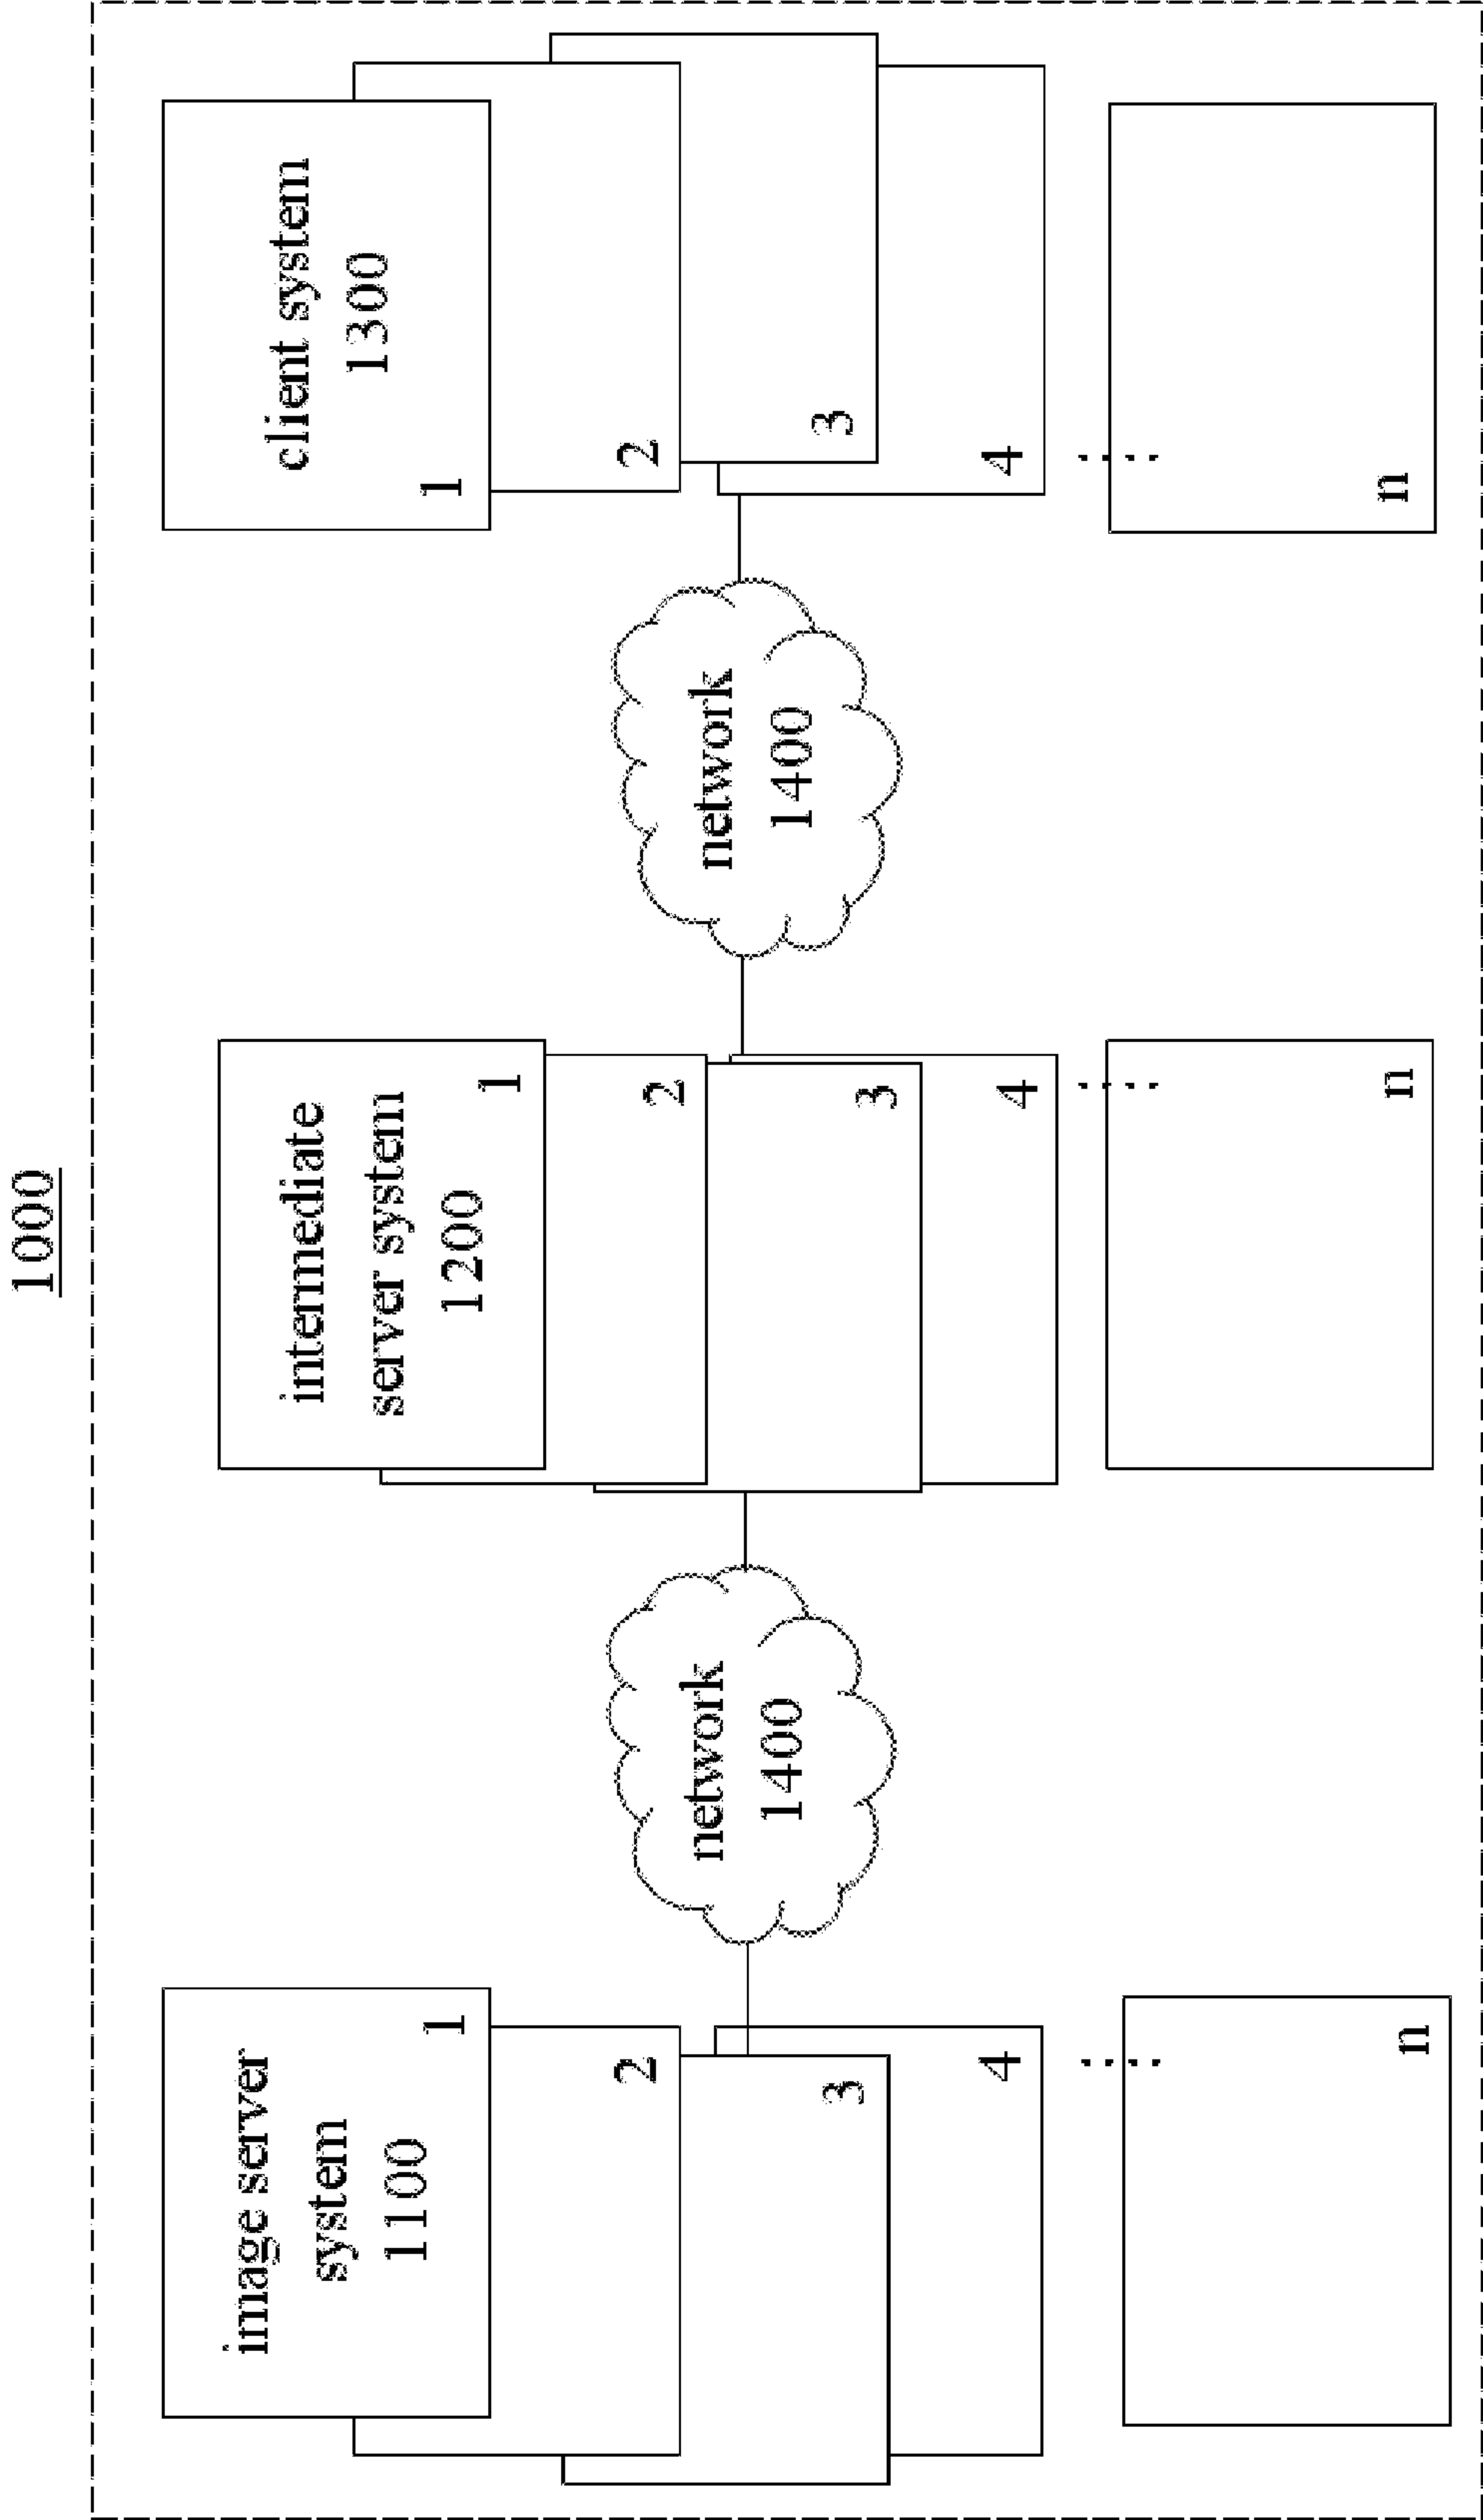 1000
image server
system
1100
1
2
3
4
....
n
network
1400
intermediate
server system
1200
1
2
3
4
....
n
network
1400
client system
1300
1
2
3
4
....
n